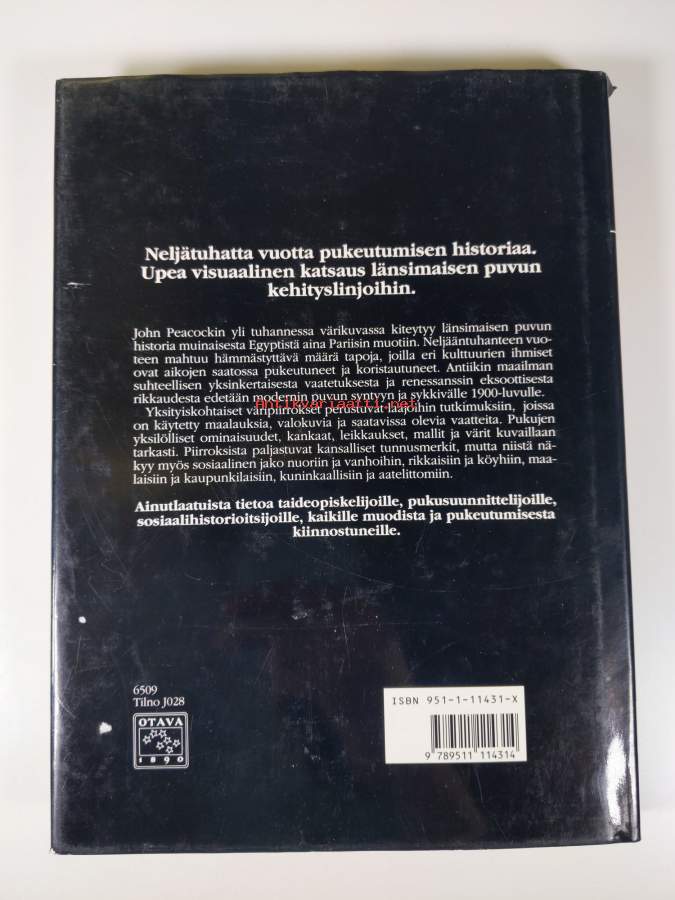 Neljätuhatta vuotta pukeutumisen historiaa.
Upea visuaalinen katsaus länsimaisen puvun
kehityslinjoihin.
John Peacockin yli tuhannessa värikuvassa kiteytyy länsimaisen puvun
historia muinaisesta Egyptistä aina Pariisin muotiin. Neljääntuhanteen vuo-
teen mahtuu hämmästyttävä määrä tapoja, joilla eri kulttuurien ihmiset
ovat aikojen saatossa pukeutuneet ja koristautuneet. Antiikin maailman
suhteellisen yksinkertaisesta vaatetuksesta ja renessanssin eksoottisesta
rikkaudesta edetään modernin puvun syntyyn ja sykkivälle 1900-luvulle.
Antikvariaatti.net
Yksityiskohtaiset väripiirrokset perustuvat laajoihin tutkimuksiin, joissa
on käytetty maalauksia, valokuvia ja saatavissa olevia vaatteita. Pukujen
yksilölliset ominaisuudet, kankaat, leikkaukset, mallit ja värit kuvaillaan
tarkasti. Piirroksista paljastuvat kansalliset tunnusmerkit, mutta niistä nä-
kyy myös sosiaalinen jako nuoriin ja vanhoihin, rikkaisiin ja köyhiin, maa-
laisiin ja kaupunkilaisiin, kuninkaallisiin ja aatelittomiin.
Ainutlaatuista tietoa taideopiskelijoille, pukusuunnittelijoille,
sosiaalihistorioitsijoille, kaikille muodista ja pukeutumisesta
kiinnostuneille.
6509
Tilno J028
OTAVA
1890
ISBN 951-1-11431-X
9 789511 114314